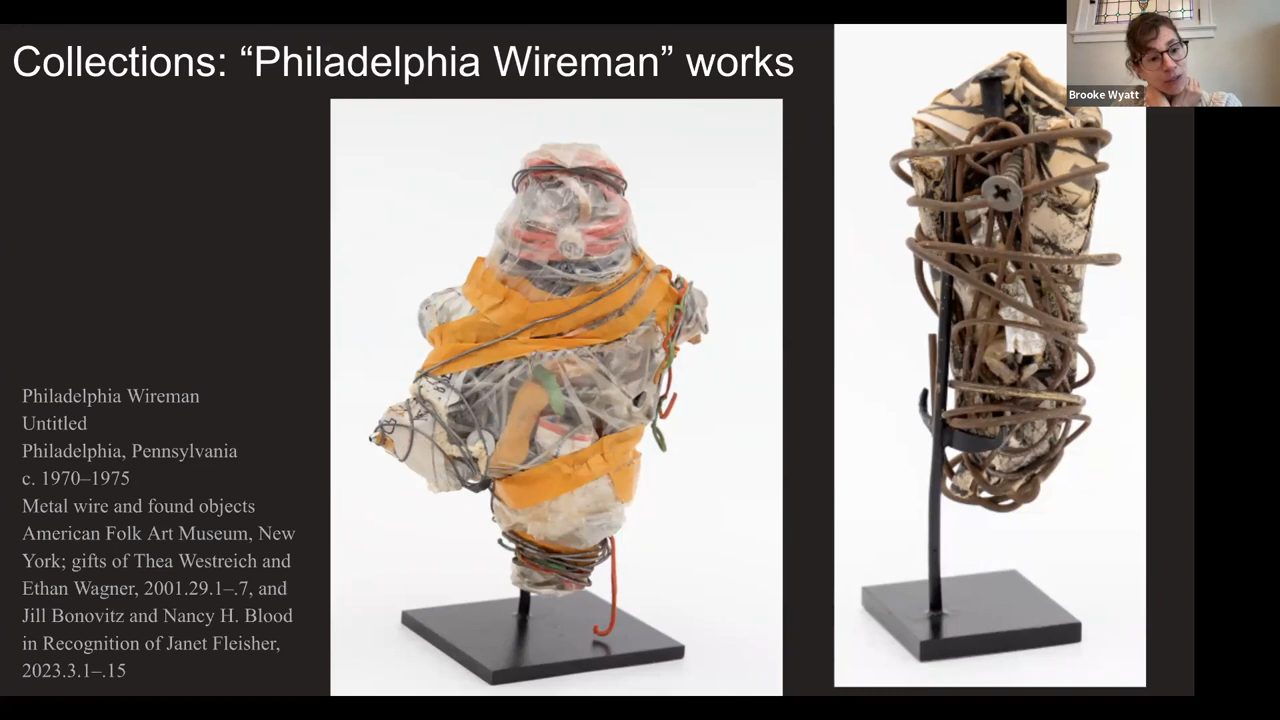 Collections: “Philadelphia Wireman” works
Brooke Wyatt
Philadelphia Wireman
Untitled
Philadelphia, Pennsylvania
c. 1970–1975
Metal wire and found objects
American Folk Art Museum, New
York; gifts of Thea Westreich and
Ethan Wagner, 2001.29.1–.7, and
Jill Bonovitz and Nancy H. Blood
in Recognition of Janet Fleisher,
2023.3.1–.15